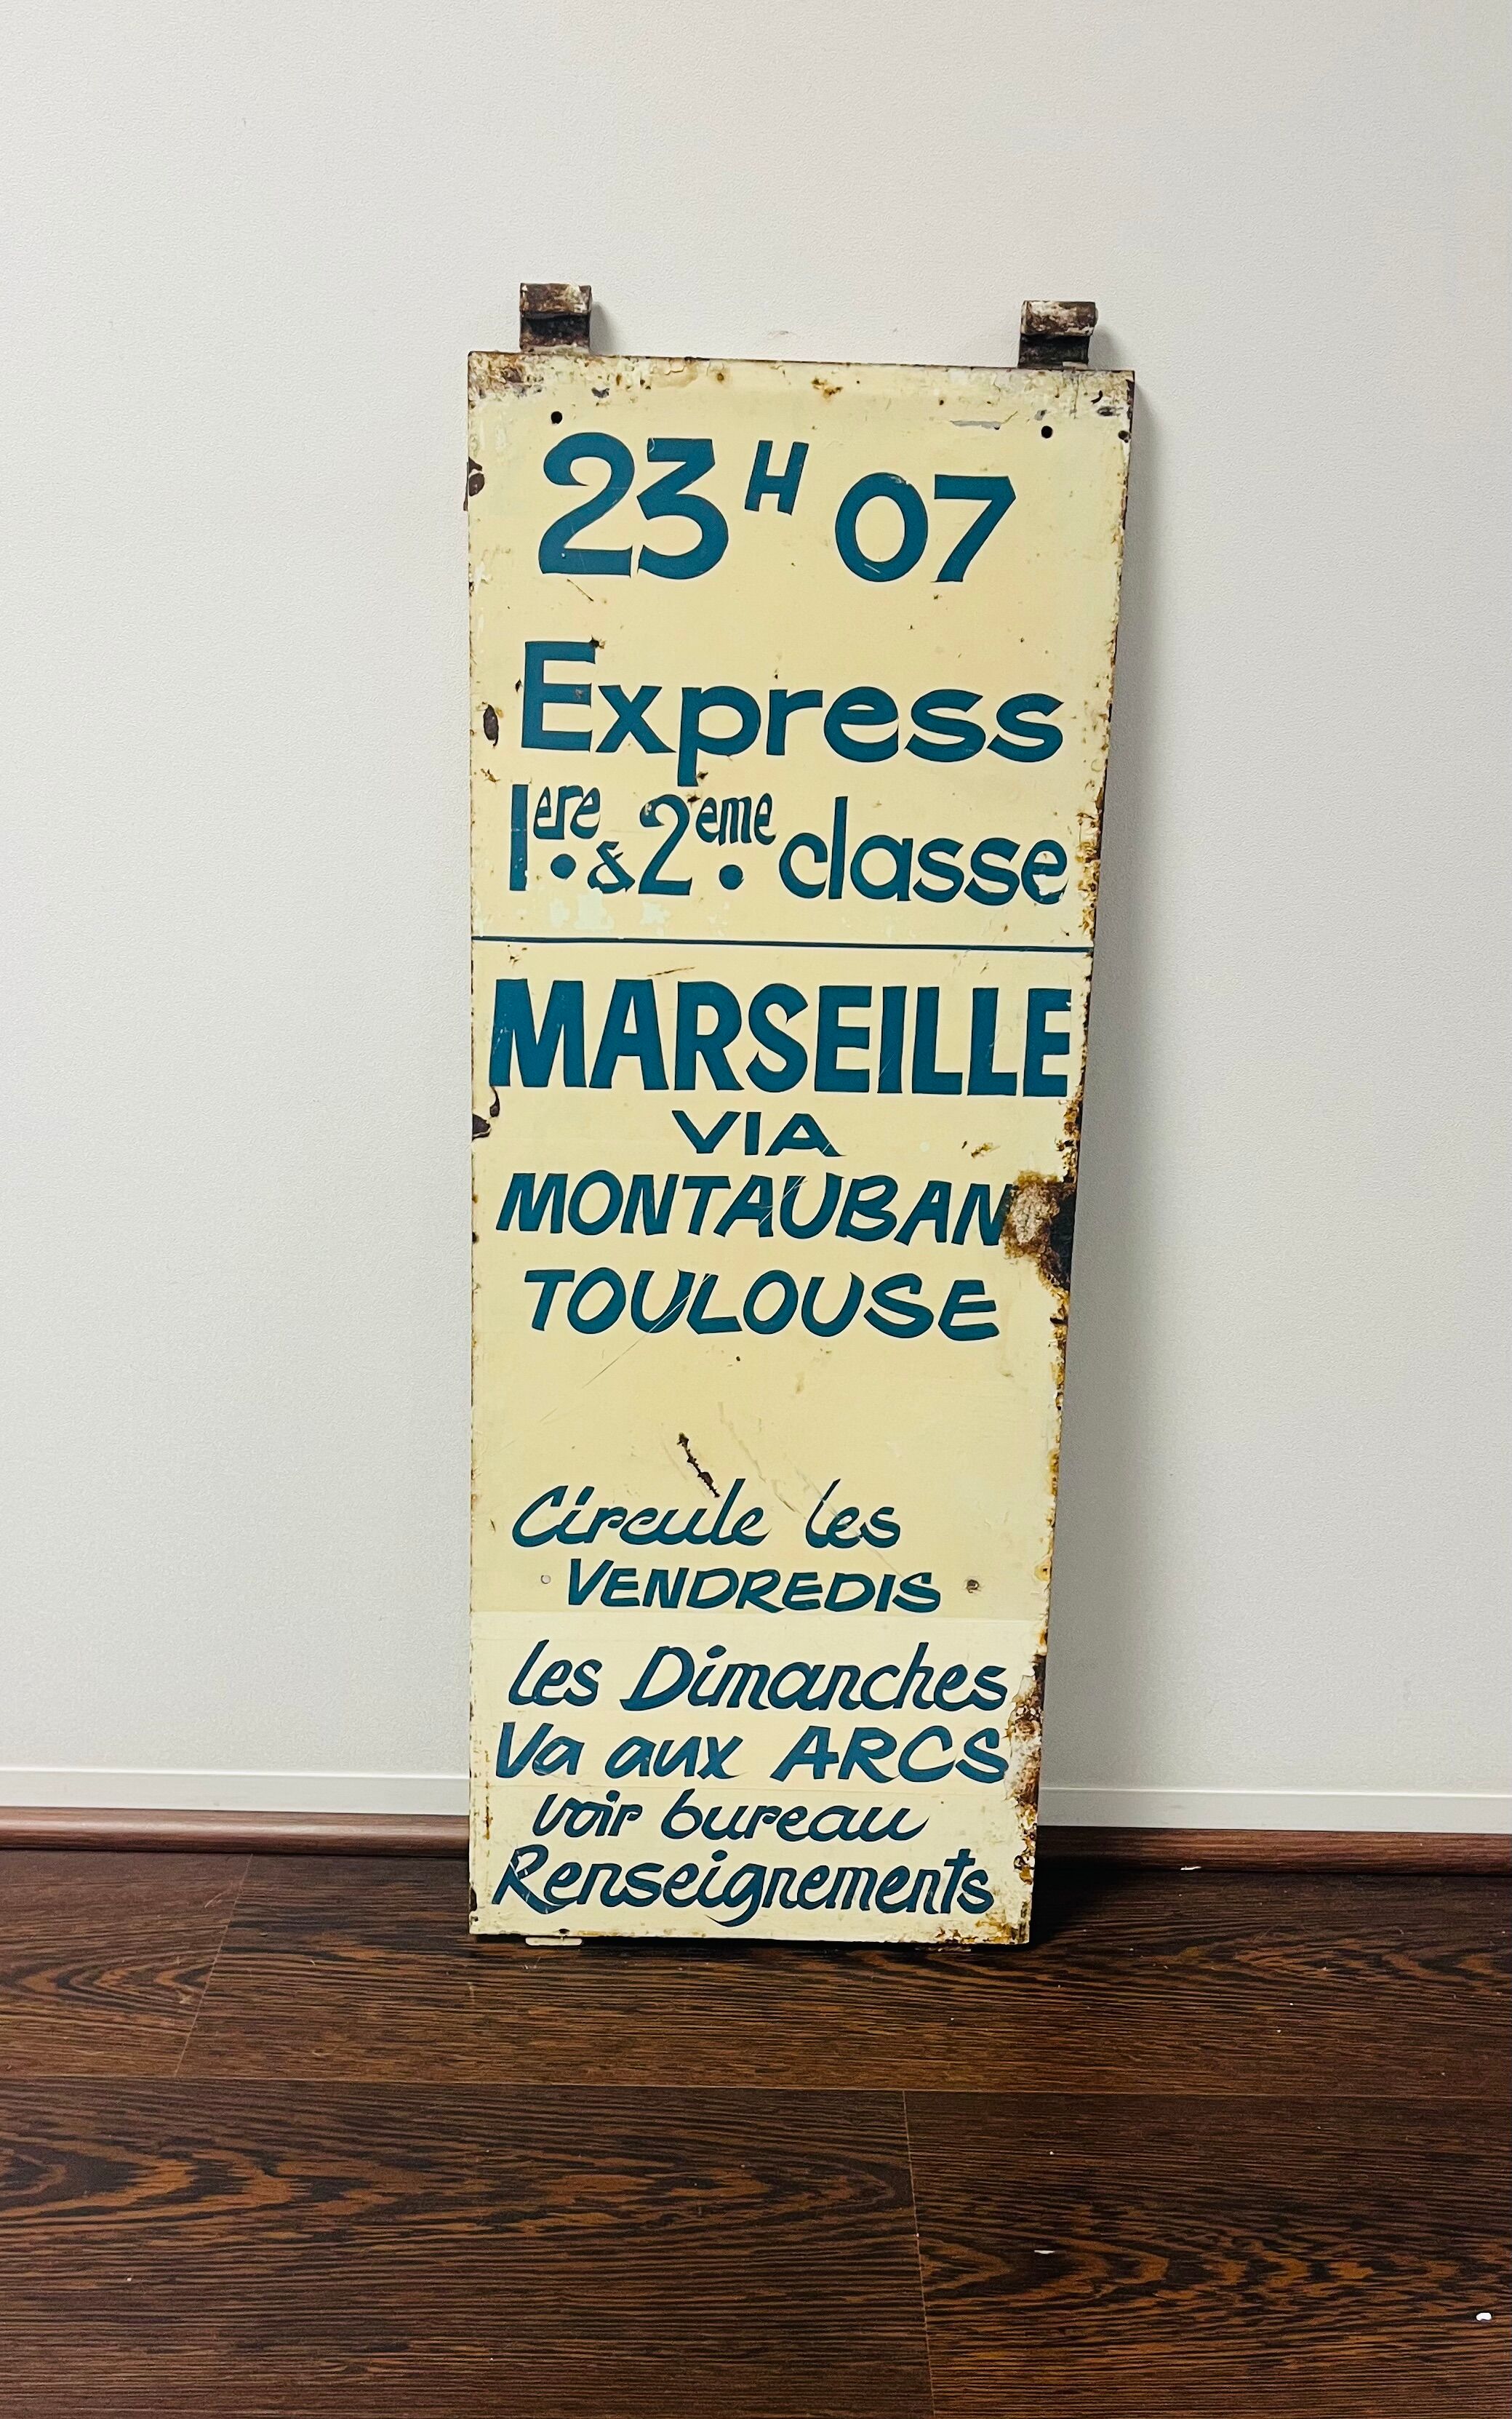 23H 07
Express
1ere & 2eme classe
MARSEILLE
VIA
MONTAUBAN
TOULOUSE
Circule les
VENDREDIS
les Dimanches
Va aux ARCS
voir bureau
Renseignements